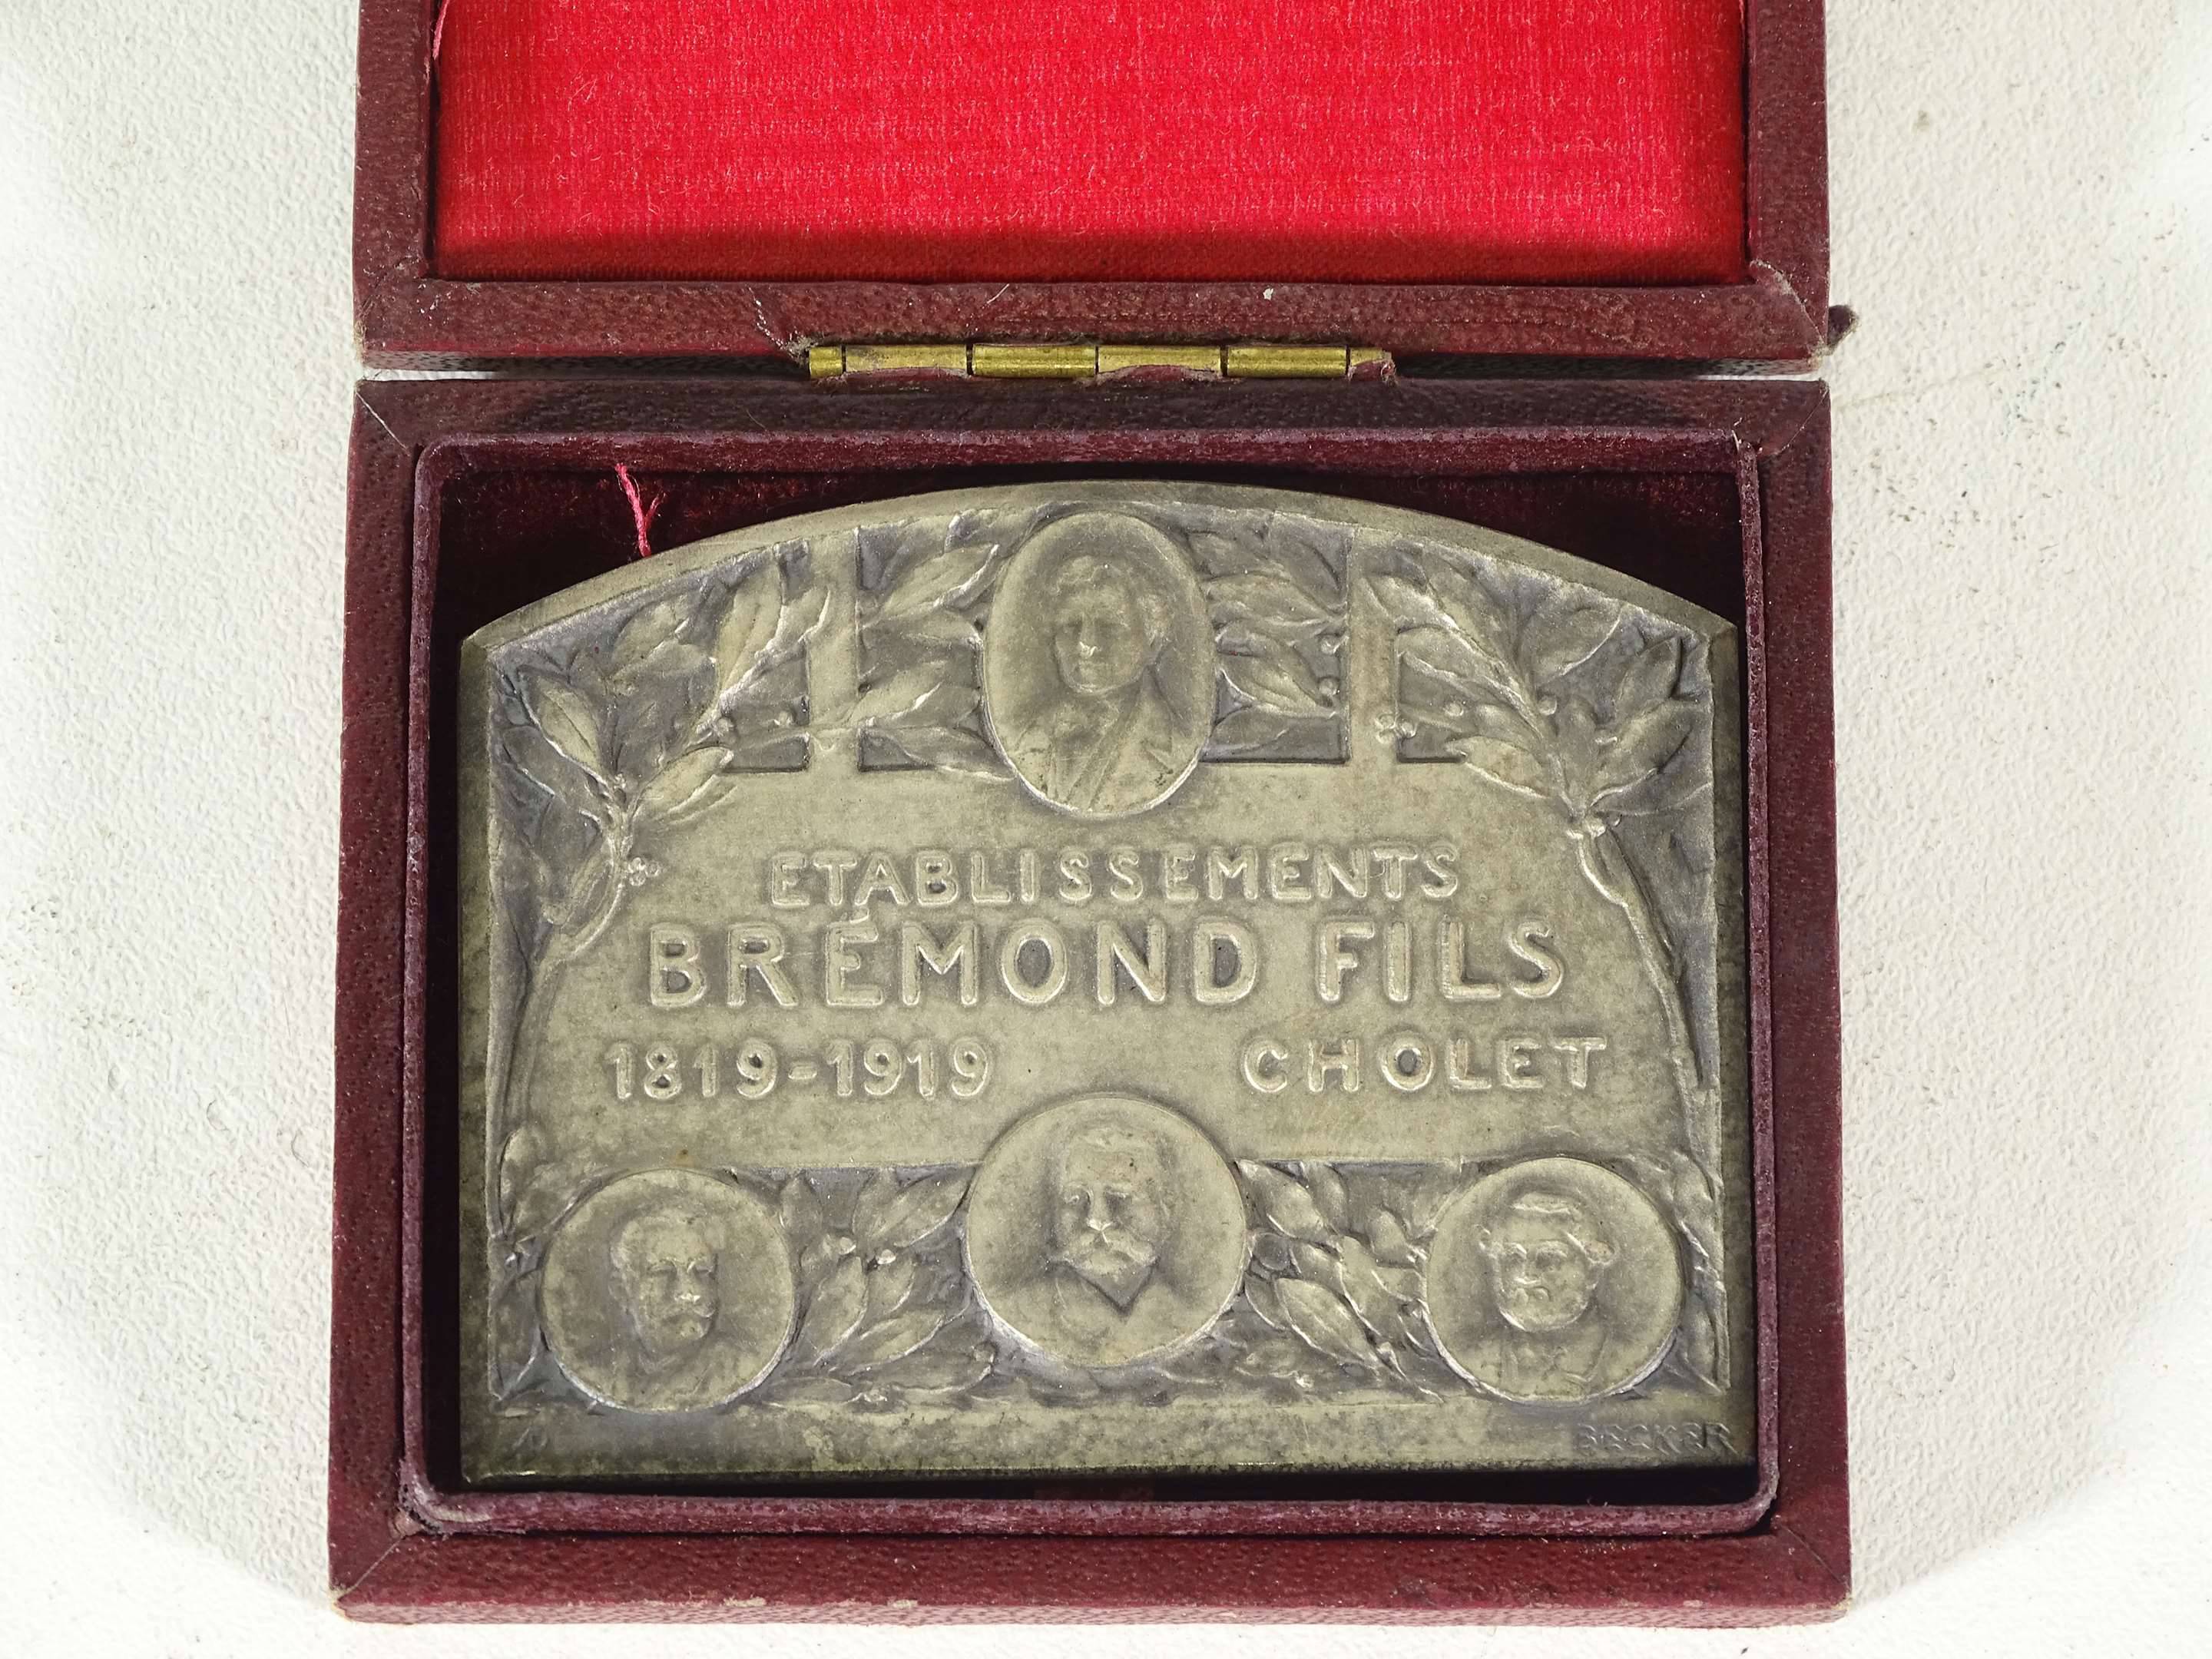 ETABLISSEMENTS
BRÉMOND FILS
1819-1919 CHOLET
BECKER